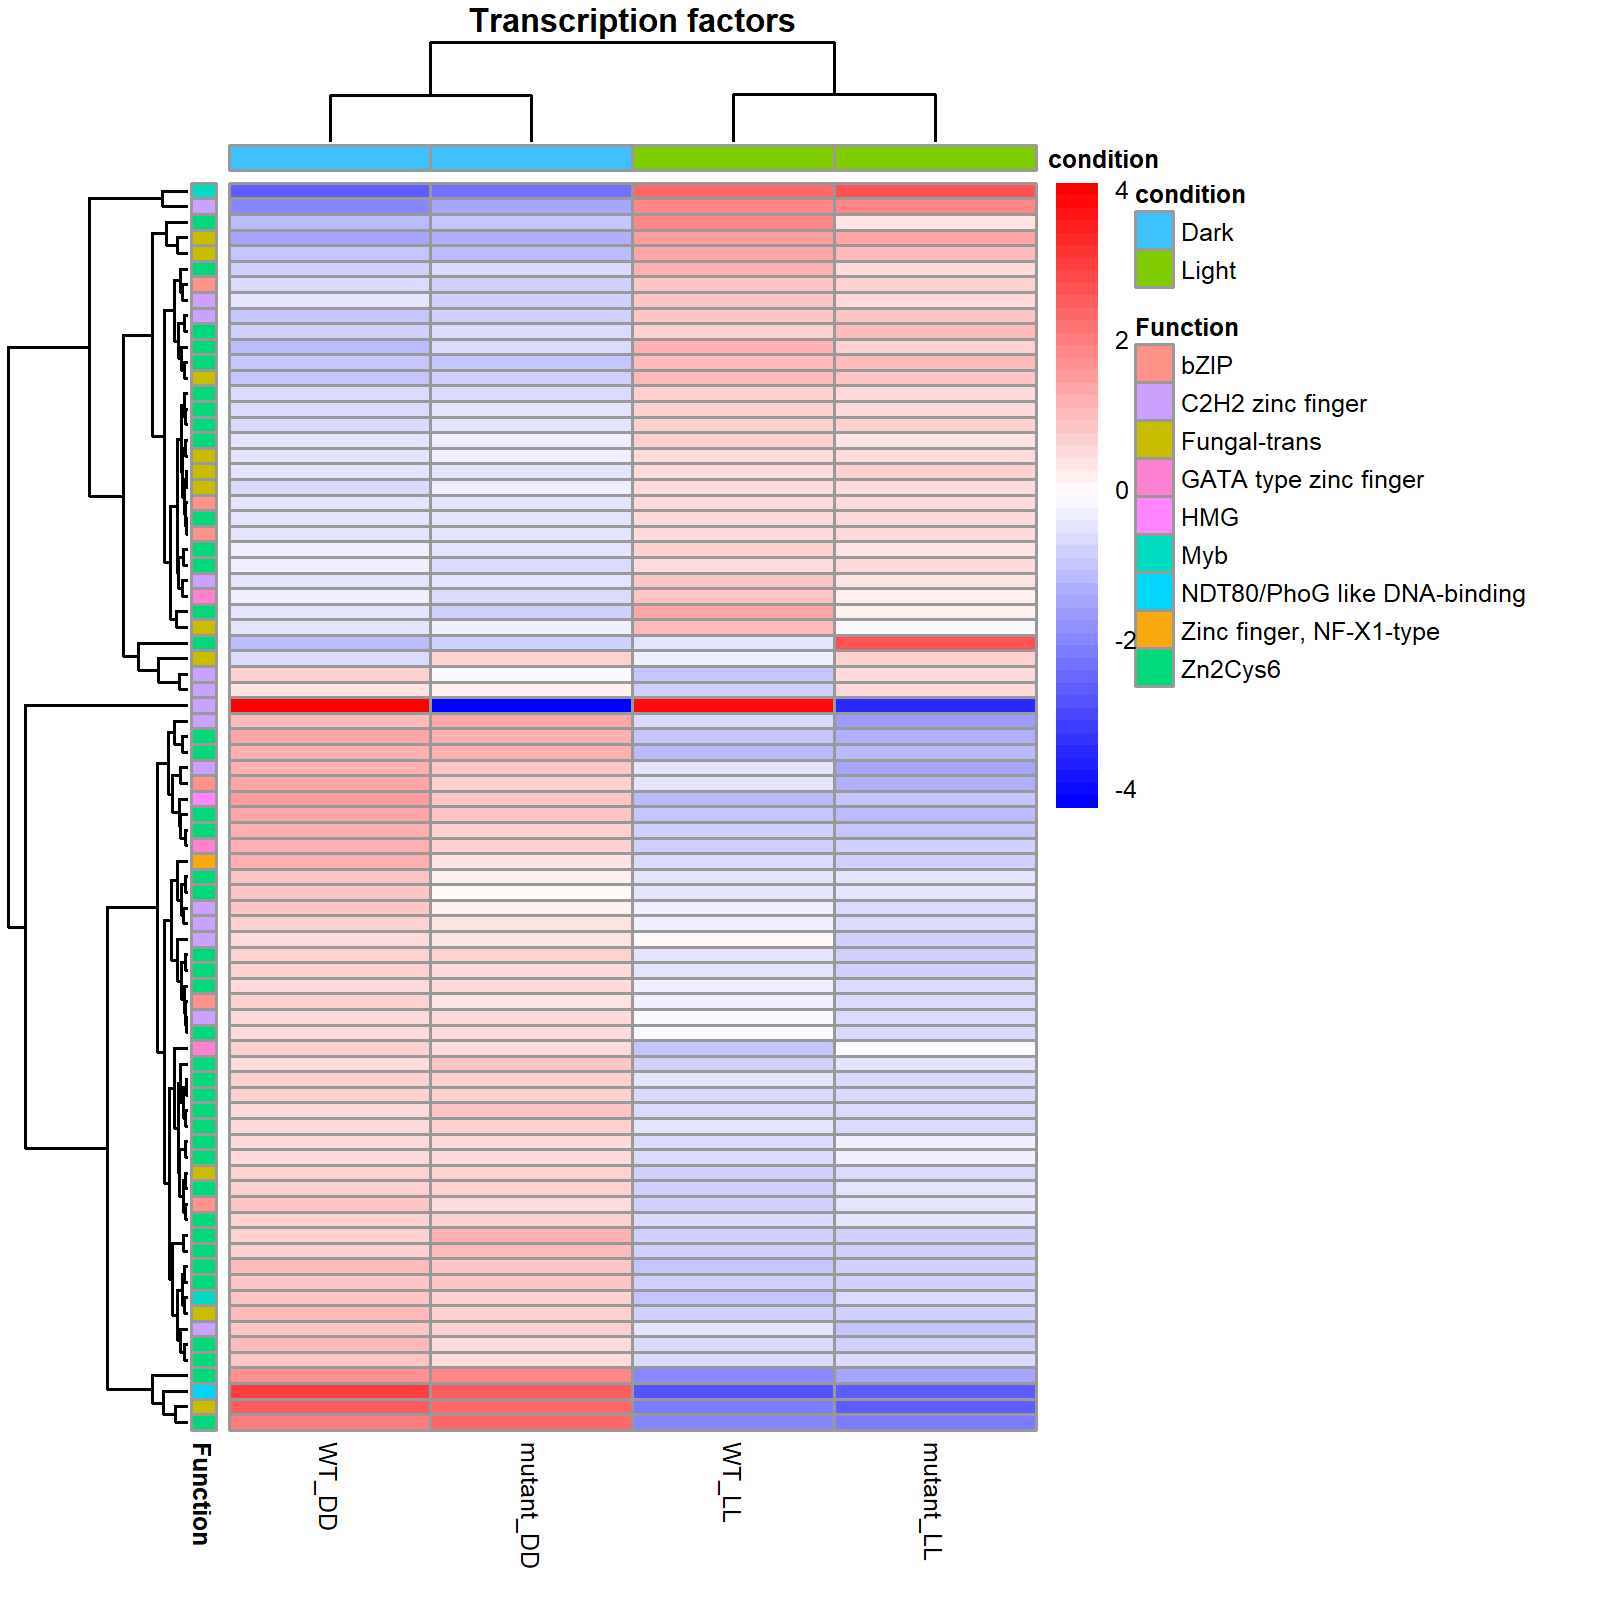 Transcription factors
condition
4
2
0
-2
-4
condition
Dark
Light
Function
bZIP
C2H2 zinc finger
Fungal-trans
GATA type zinc finger
HMG
Myb
NDT80/PhoG like DNA-binding
Zinc finger, NF-X1-type
Zn2Cys6
Function
WT_DD
mutant_DD
WT_LL
mutant_LL